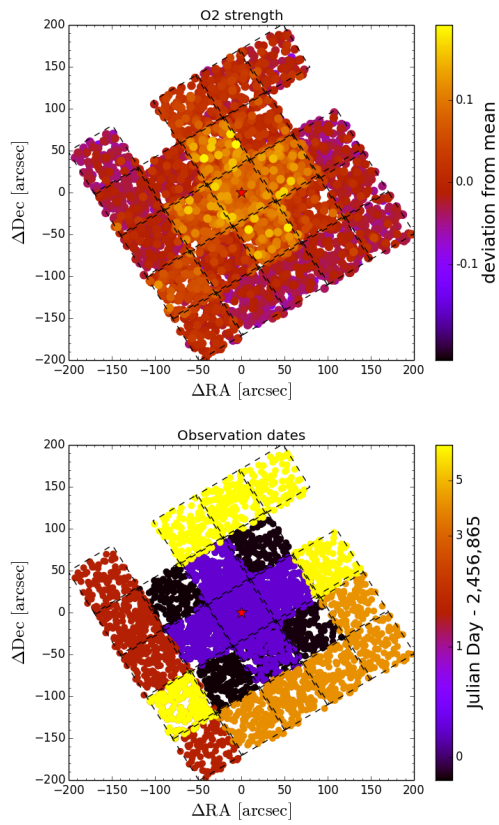 O2 strength
200
150
100
50
0
−50
−100
−150
−200
−200 −150 −100 −50 0 50 100 150 200
ΔDec [arcsec]
ΔRA [arcsec]
0.1
0.0
-0.1
deviation from mean
Observation dates
200
150
100
50
0
−50
−100
−150
−200
−200 −150 −100 −50 0 50 100 150 200
ΔDec [arcsec]
ΔRA [arcsec]
5
3
1
0
Julian Day - 2,456,865